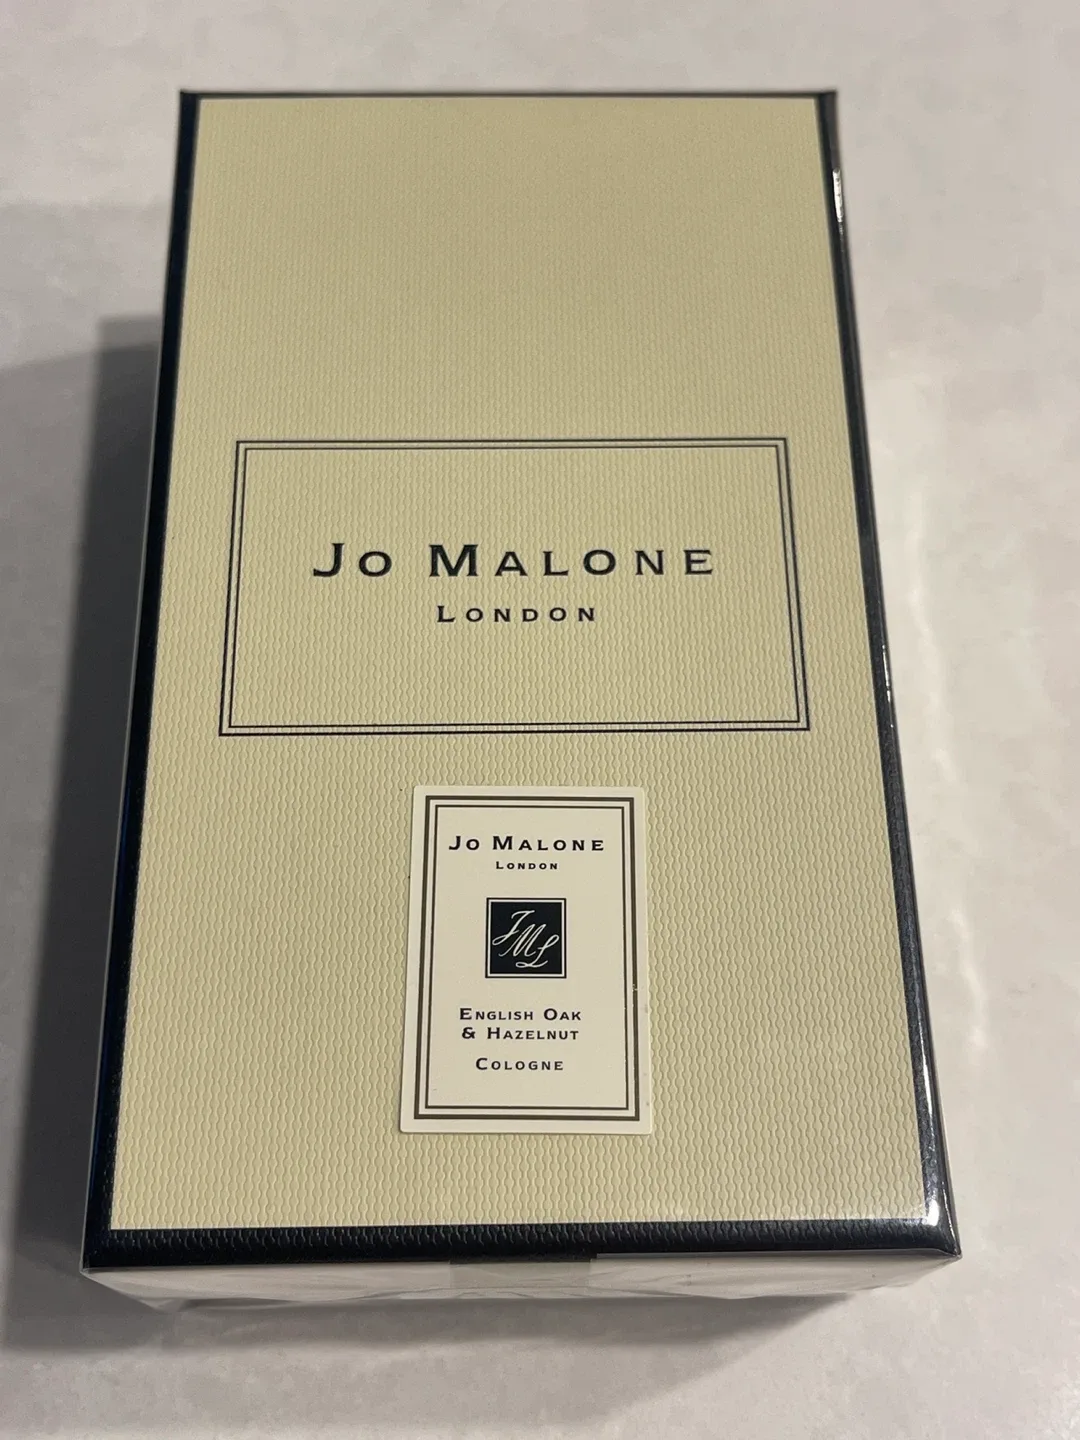 Jo Malone
London
Jo Malone
London
JML
English Oak
& Hazelnut
Cologne